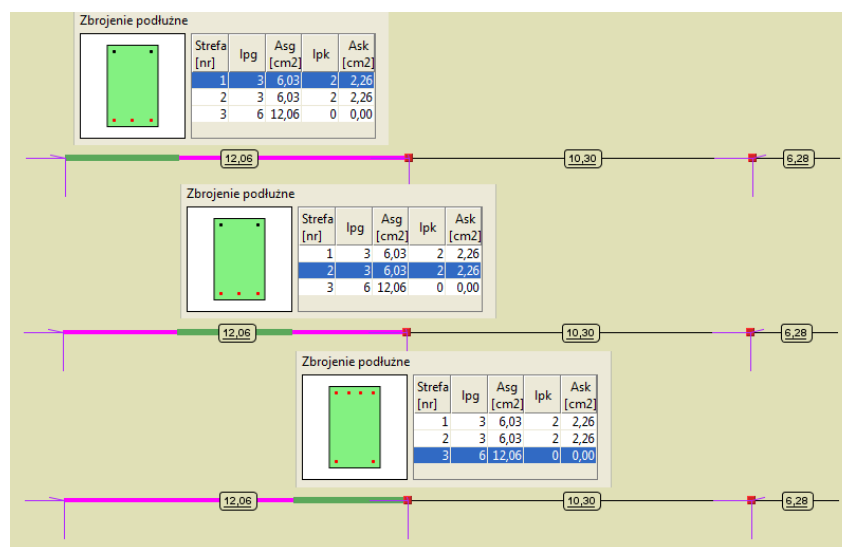 Zbrojenie podłużne
Strefa [nr] lpg Asg [cm2] lpk Ask [cm2]
1 3 6,03 2 2,26
2 3 6,03 2 2,26
3 6 12,06 0 0,00
12,06 10,30 6,28
Zbrojenie podłużne
Strefa [nr] lpg Asg [cm2] lpk Ask [cm2]
1 3 6,03 2 2,26
2 3 6,03 2 2,26
3 6 12,06 0 0,00
12,06 10,30 6,28
Zbrojenie podłużne
Strefa [nr] lpg Asg [cm2] lpk Ask [cm2]
1 3 6,03 2 2,26
2 3 6,03 2 2,26
3 6 12,06 0 0,00
12,06 10,30 6,28